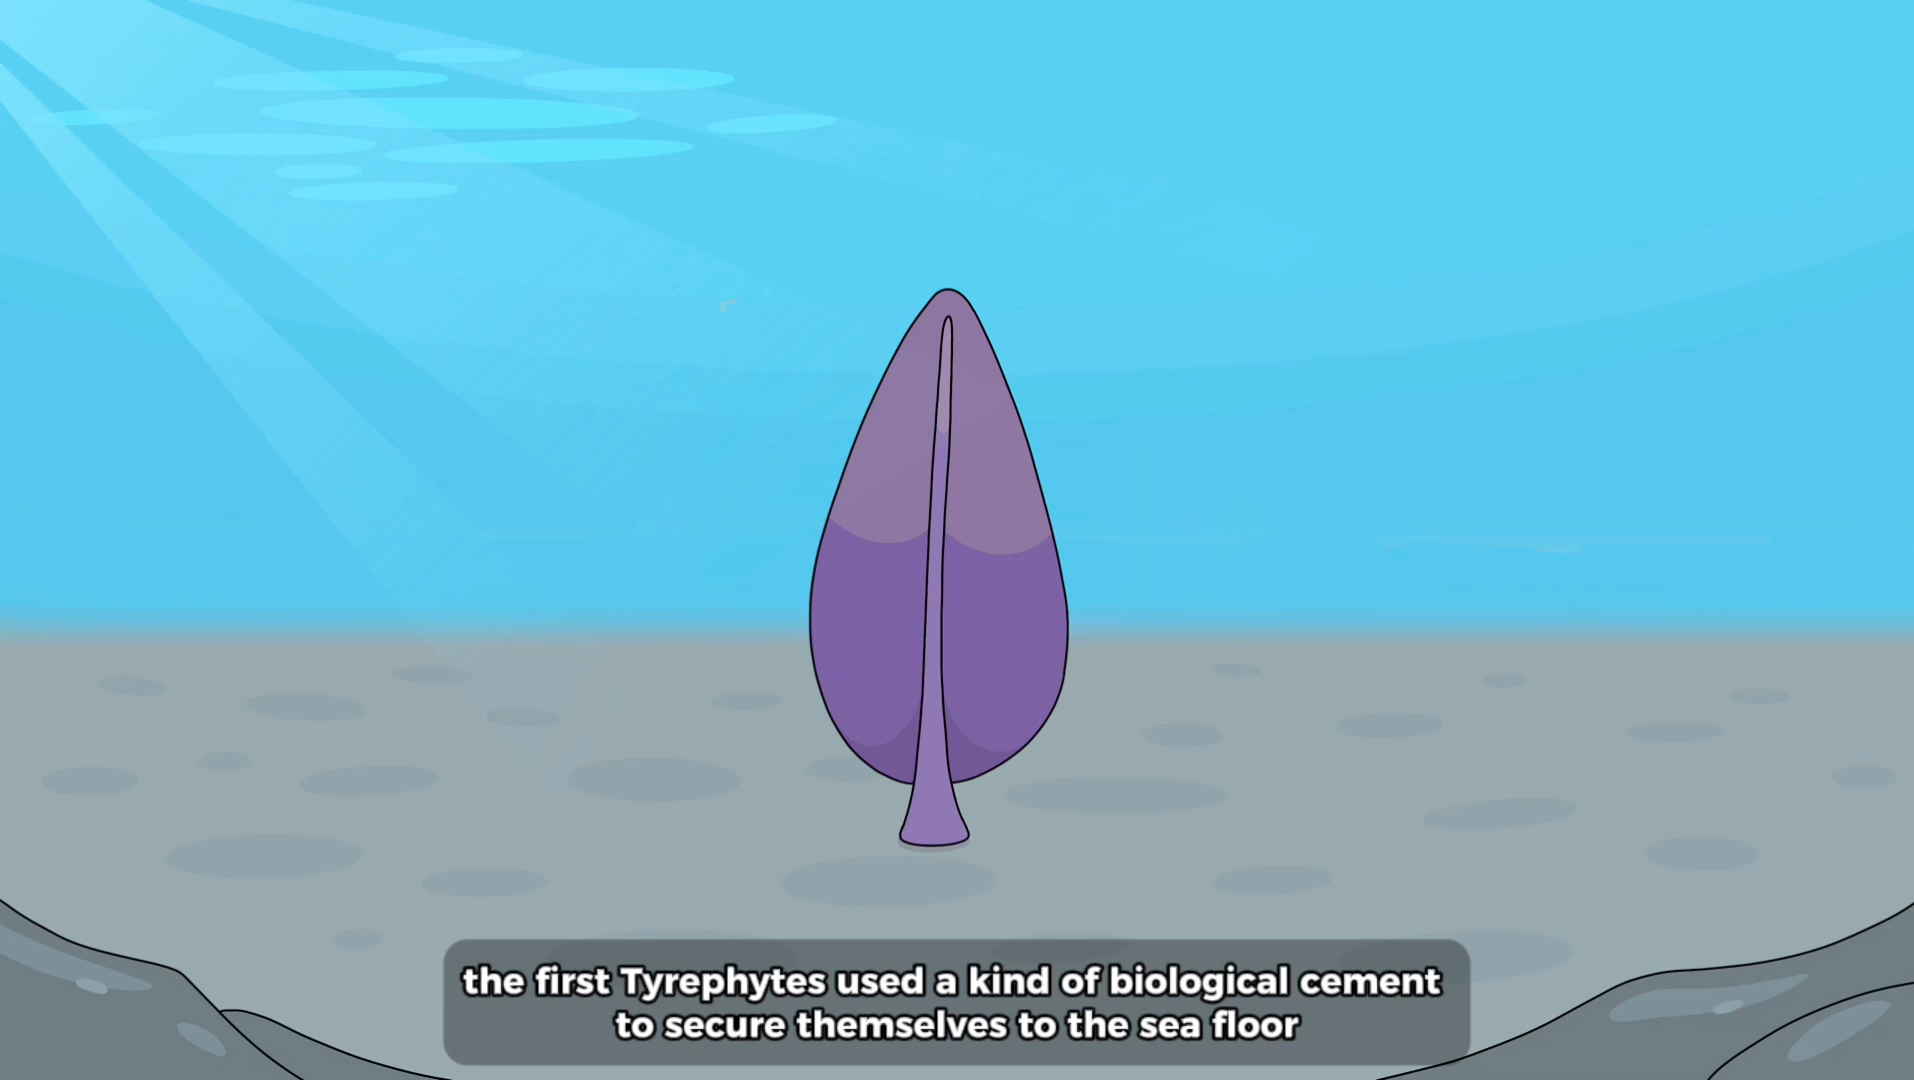 the first Tyrephytes used a kind of biological cement
to secure themselves to the sea floor